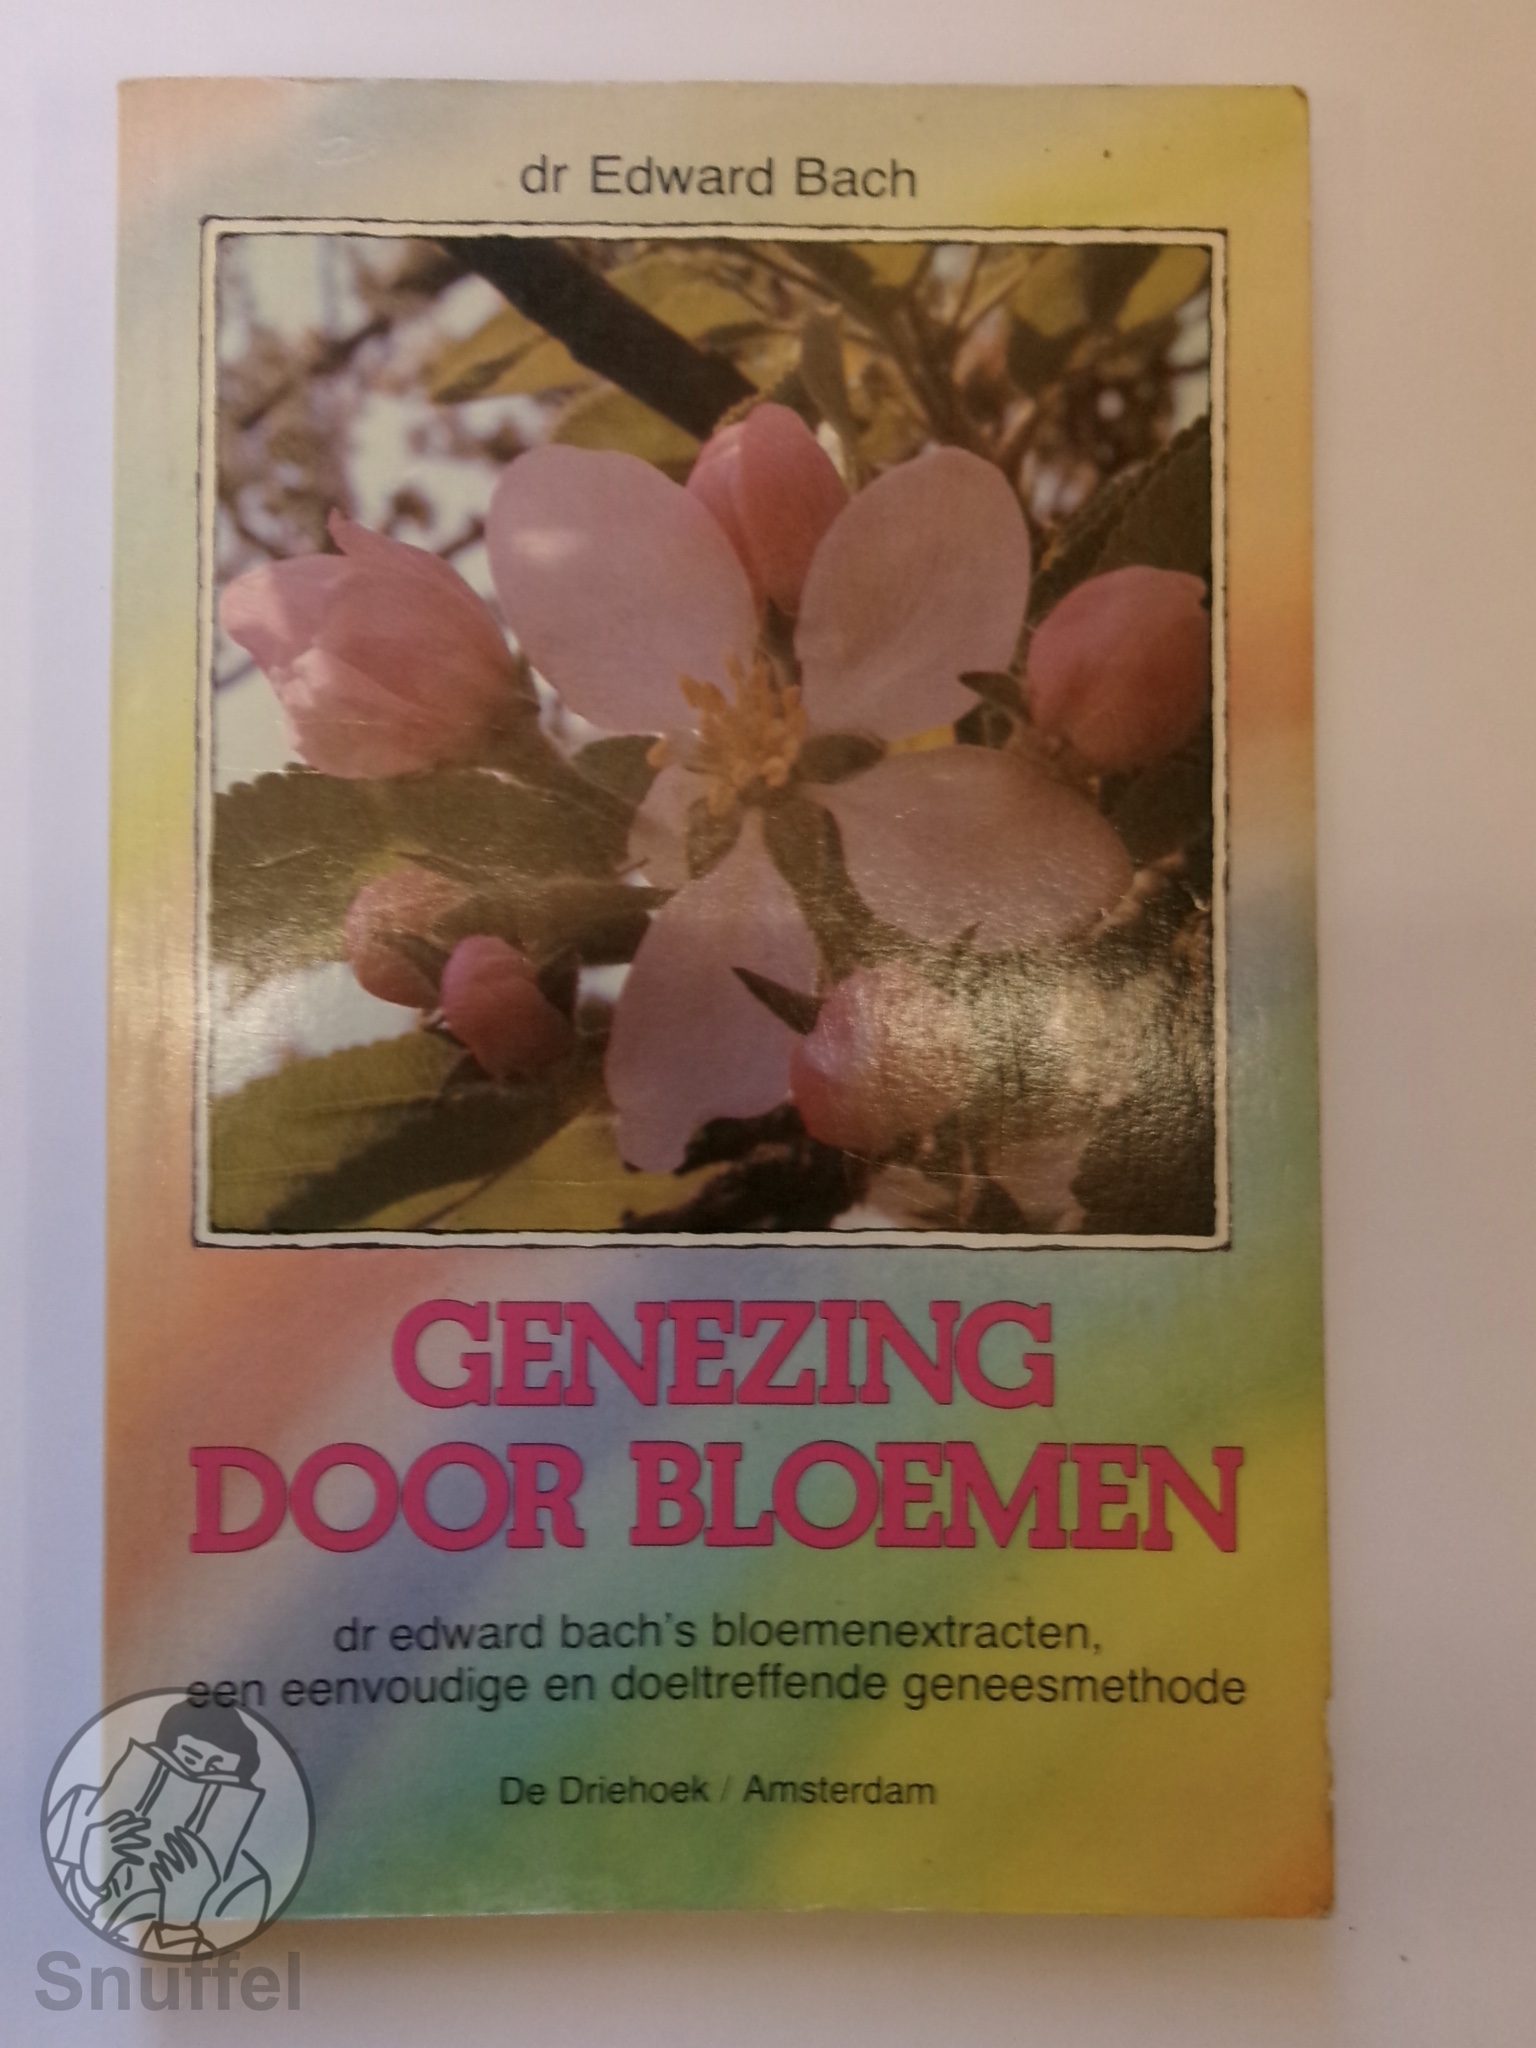 dr Edward Bach
GENEZING
DOOR BLOEMEN
dr edward bach's bloemenextracten,
een eenvoudige en doeltreffende geneesmethode
De Driehoek / Amsterdam
Snuffel